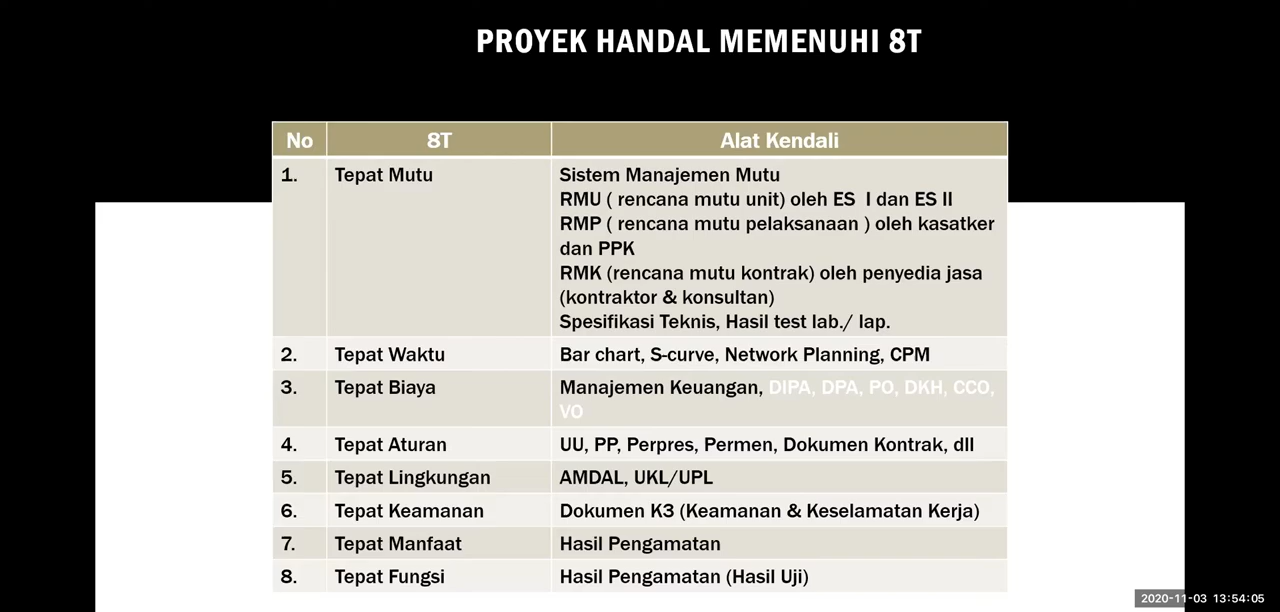 PROYEK HANDAL MEMENUHI 8T
No 8T Alat Kendali
1. Tepat Mutu Sistem Manajemen Mutu
RMU ( rencana mutu unit) oleh ES I dan ES II
RMP ( rencana mutu pelaksanaan ) oleh kasatker
dan PPK
RMK (rencana mutu kontrak) oleh penyedia jasa
(kontraktor & konsultan)
Spesifikasi Teknis, Hasil test lab./ lap.
2. Tepat Waktu Bar chart, S-curve, Network Planning, CPM
3. Tepat Biaya Manajemen Keuangan, DIPA, DPA, PO, DKH, CCO,
VO
4. Tepat Aturan UU, PP, Perpres, Permen, Dokumen Kontrak, dll
5. Tepat Lingkungan AMDAL, UKL/UPL
6. Tepat Keamanan Dokumen K3 (Keamanan & Keselamatan Kerja)
7. Tepat Manfaat Hasil Pengamatan
8. Tepat Fungsi Hasil Pengamatan (Hasil Uji)
2020-11-03 13:54:05